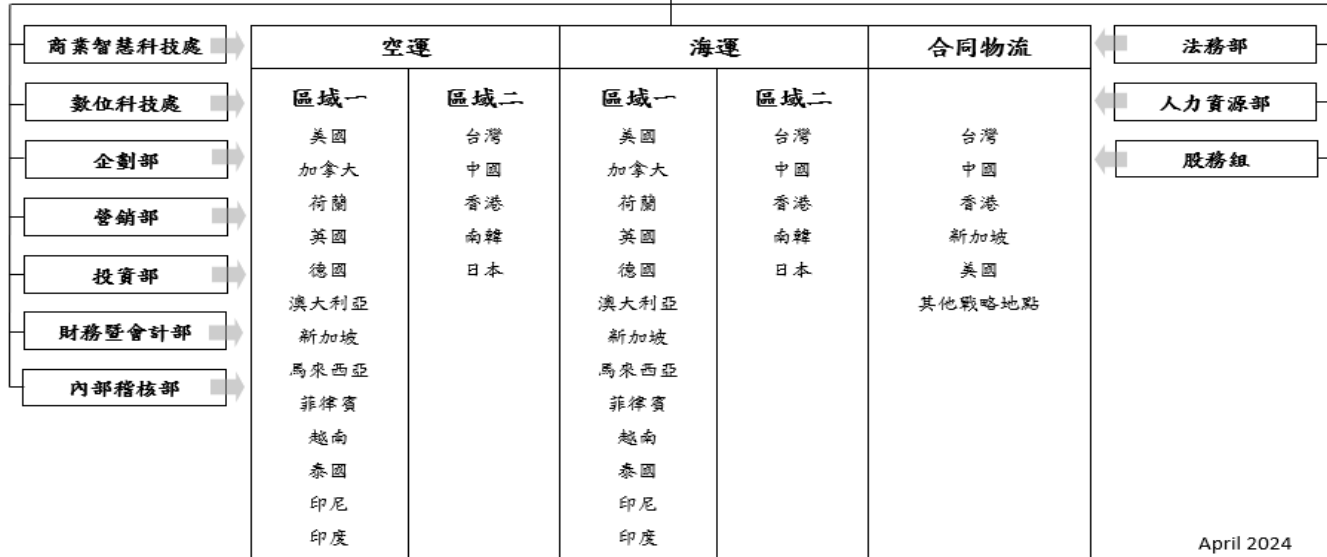 商業智慧科技處
數位科技處
企劃部
營銷部
投資部
財務暨會計部
內部稽核部
空運
海運
合同物流
區域一
區域二
區域一
區域二
美國
台灣
美國
台灣
台灣
加拿大
中國
加拿大
中國
中國
荷蘭
香港
荷蘭
香港
香港
英國
南韓
英國
南韓
新加坡
德國
日本
德國
日本
美國
澳大利亞
澳大利亞
其他戰略地點
新加坡
新加坡
馬來西亞
馬來西亞
菲律賓
菲律賓
越南
越南
泰國
泰國
印尼
印尼
印度
印度
法務部
人力資源部
股務組
April 2024